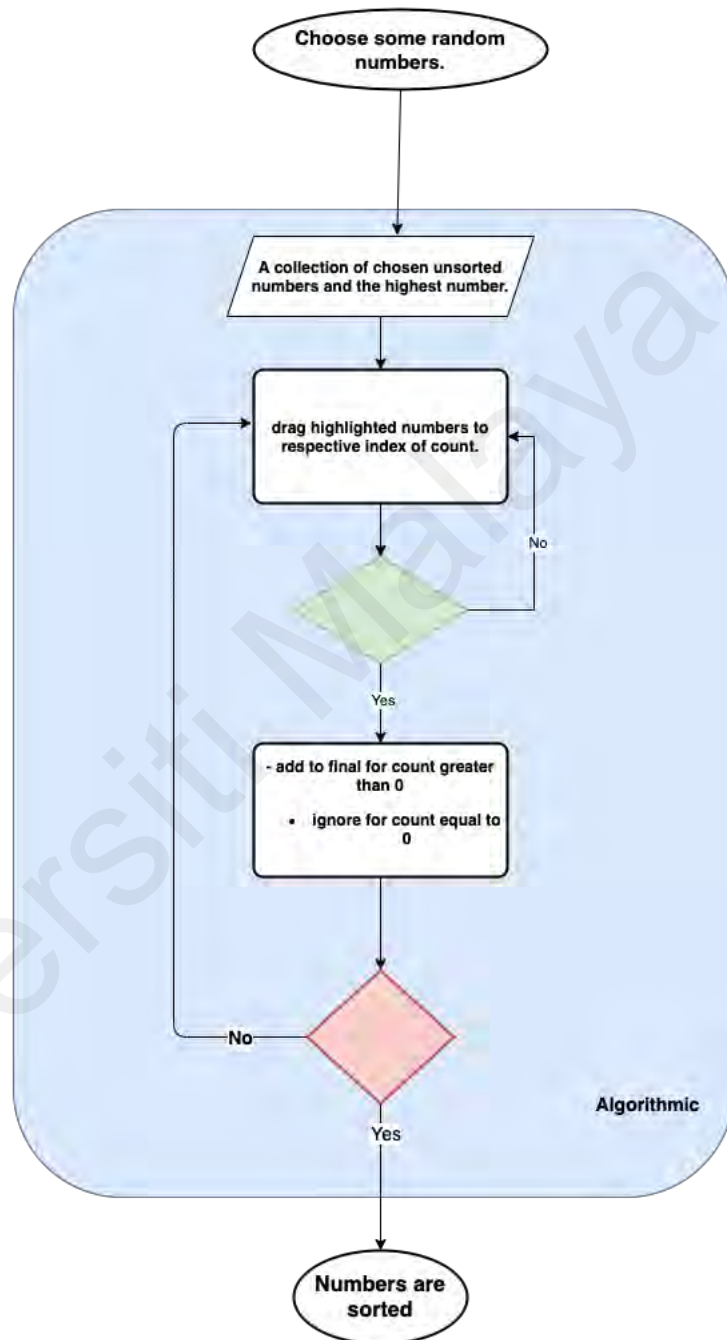 Choose some random
numbers.
A collection of chosen unsorted
numbers and the highest number.
drag highlighted numbers to
respective index of count.
No
Yes
- add to final for count greater
than 0
• ignore for count equal to
0
No
Algorithmic
Yes
Numbers are
sorted
ersiti Malaya